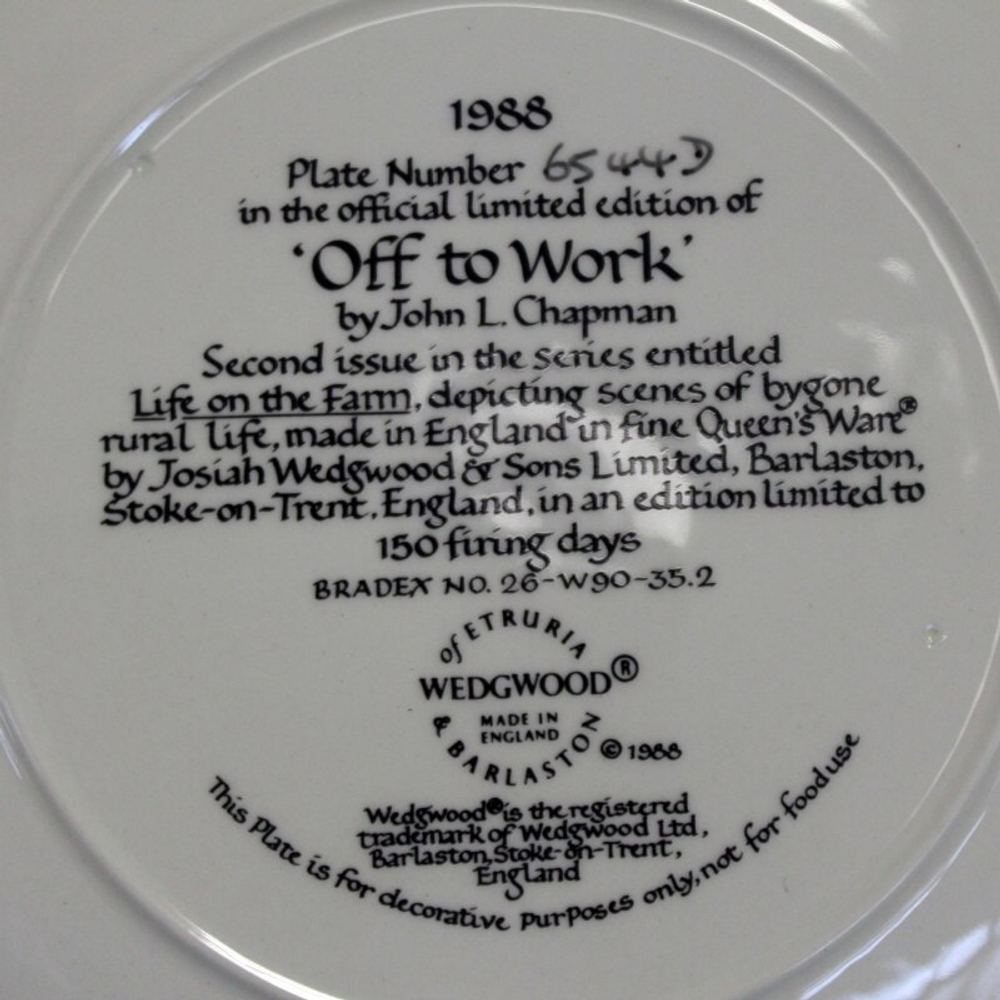 1988
Plate Number 6544D
in the official limited edition of
'Off to Work'
by John L. Chapman
Second issue in the series entitled
Life on the Farm, depicting scenes of bygone
rural life, made in England in fine Queen's Ware®
by Josiah Wedgwood & Sons Limited, Barlaston,
Stoke-on-Trent, England, in an edition limited to
150 firing days
BRADEX NO. 26-W90-35.2
of ETRURIA
WEDGWOOD®
MADE IN
ENGLAND
& BARLASTON
© 1988
Wedgwood® is the registered
trademark of Wedgwood Ltd,
Barlaston, Stoke-on-Trent,
England
This Plate is for decorative purposes only, not for food use